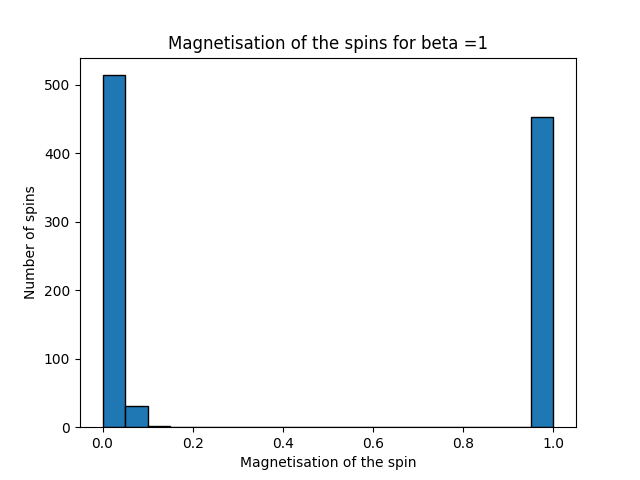 Magnetisation of the spins for beta =1
Number of spins
500
400
300
200
100
0
0.0 0.2 0.4 0.6 0.8 1.0
Magnetisation of the spin